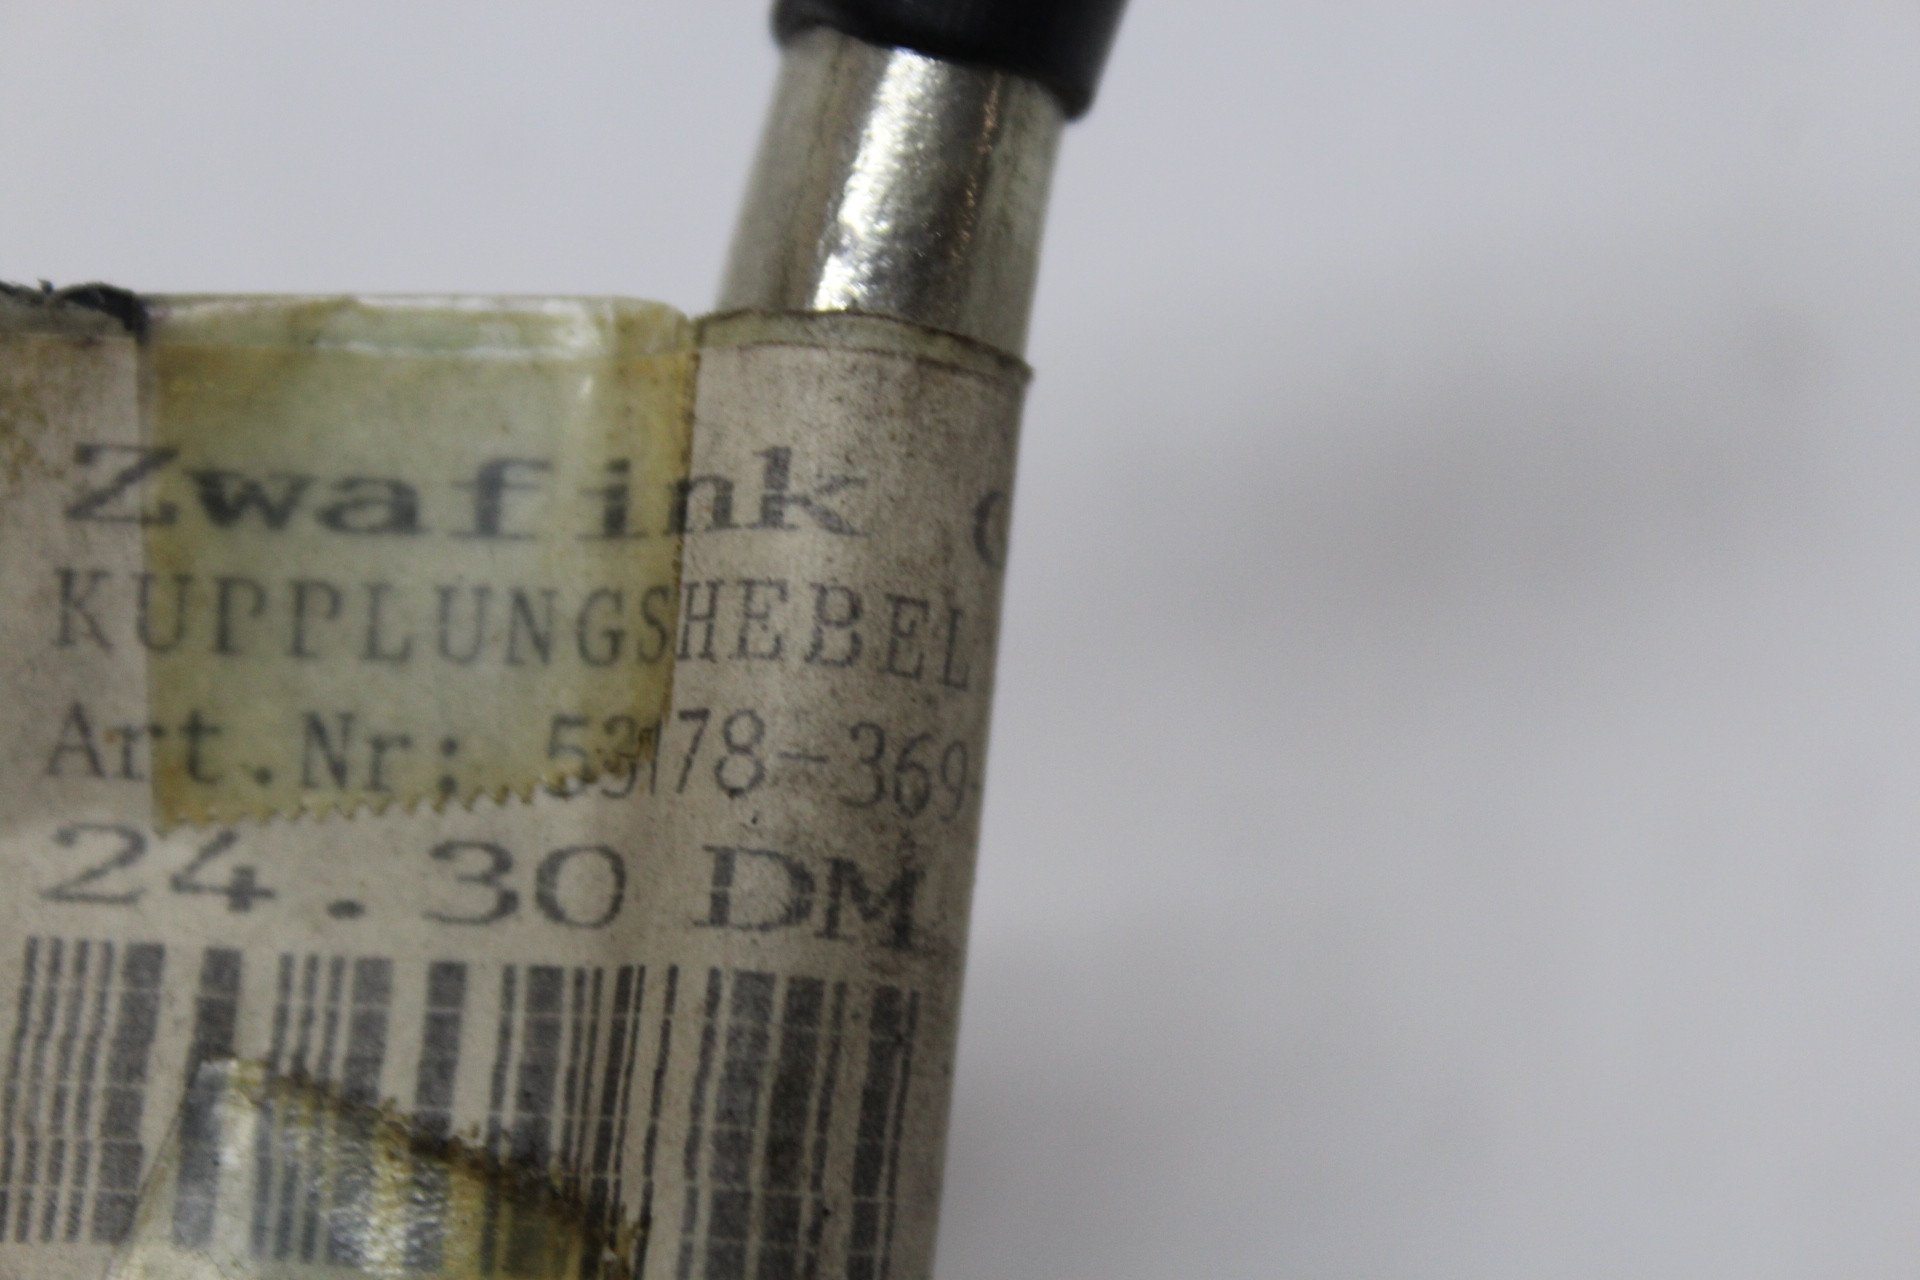 Zwafink
KUPPLUNGSHEBEL
Art.Nr: 53178-369-
24.30 DM